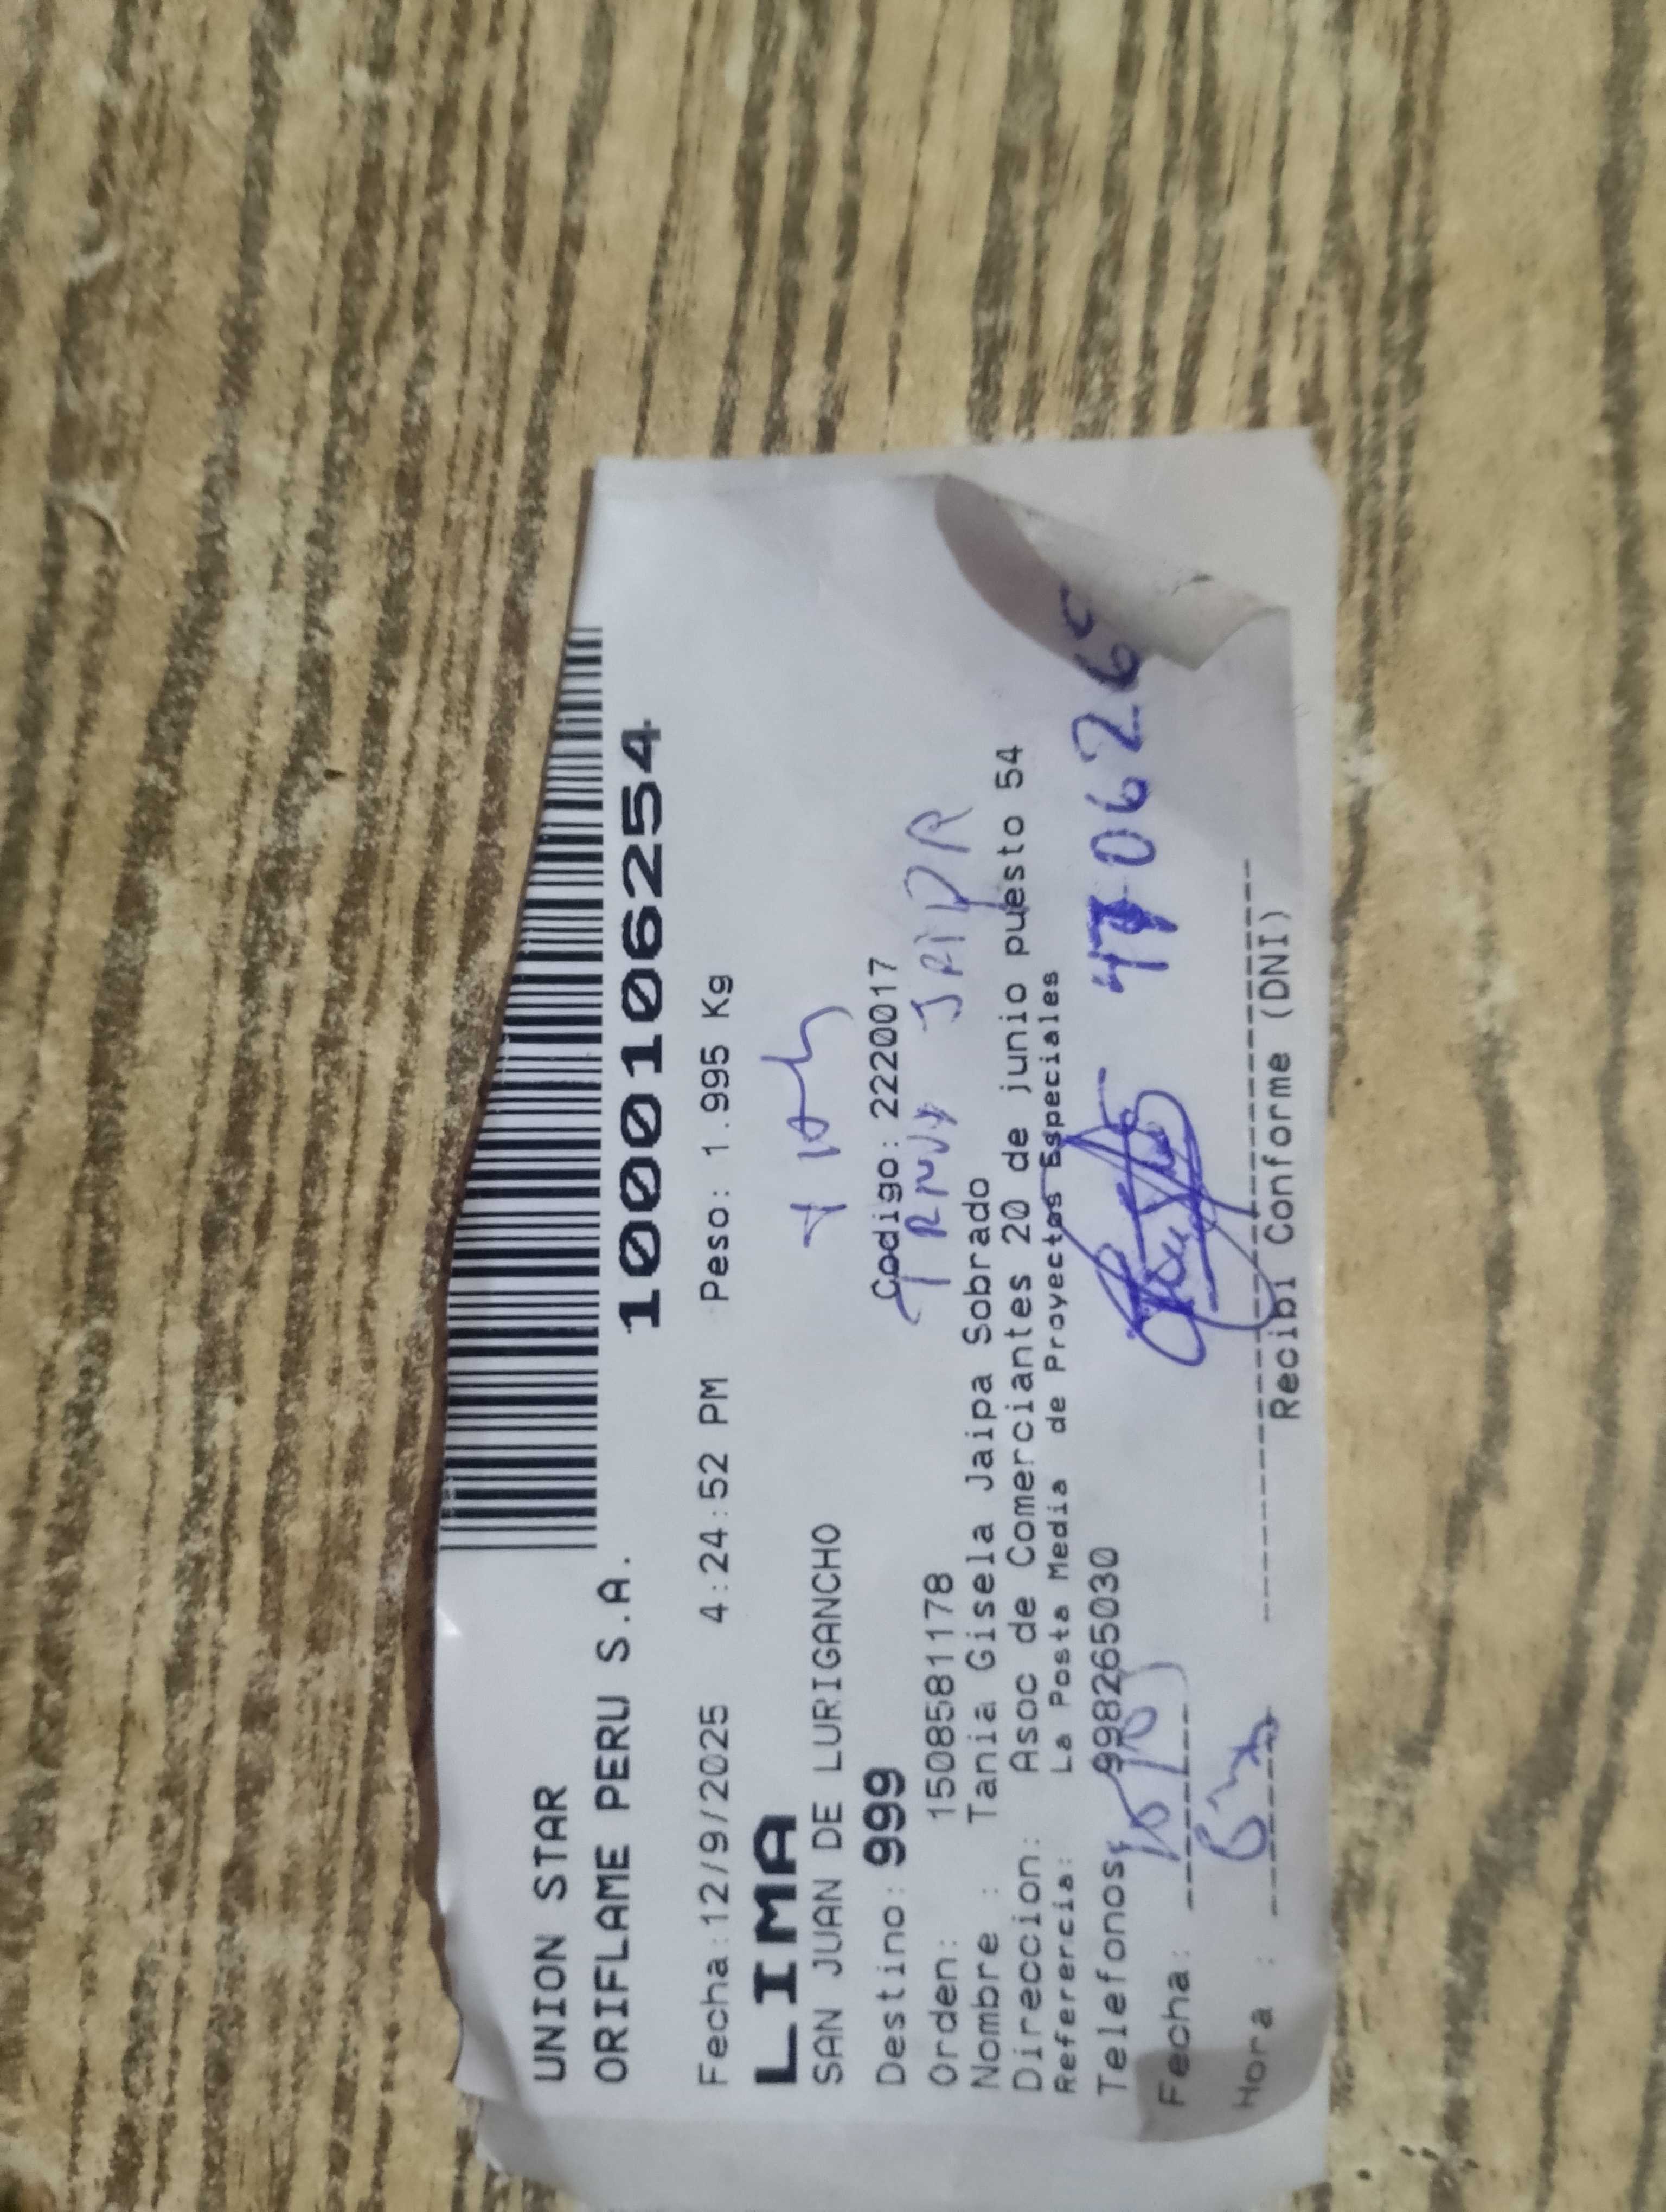 UNION STAR
ORIFLAME PERU S.A.
1000106254
Fecha:12/9/2025 4:24:52 PM Peso: 1.995 Kg
LIMA
SAN JUAN DE LURIGANCHO
Destino: 999 Codigo: 2220017
Orden: 1508581178
JAIPA
Nombre : Tania Gisela Jaipa Sobrado
Direccion: Asoc de Comerciantes 20 de junio puesto 54
Referencia: La Posta Media de Proyectos Especiales
Telefonos, 998265030
Fecha:
Hora :
Recibi Conforme (DNI)